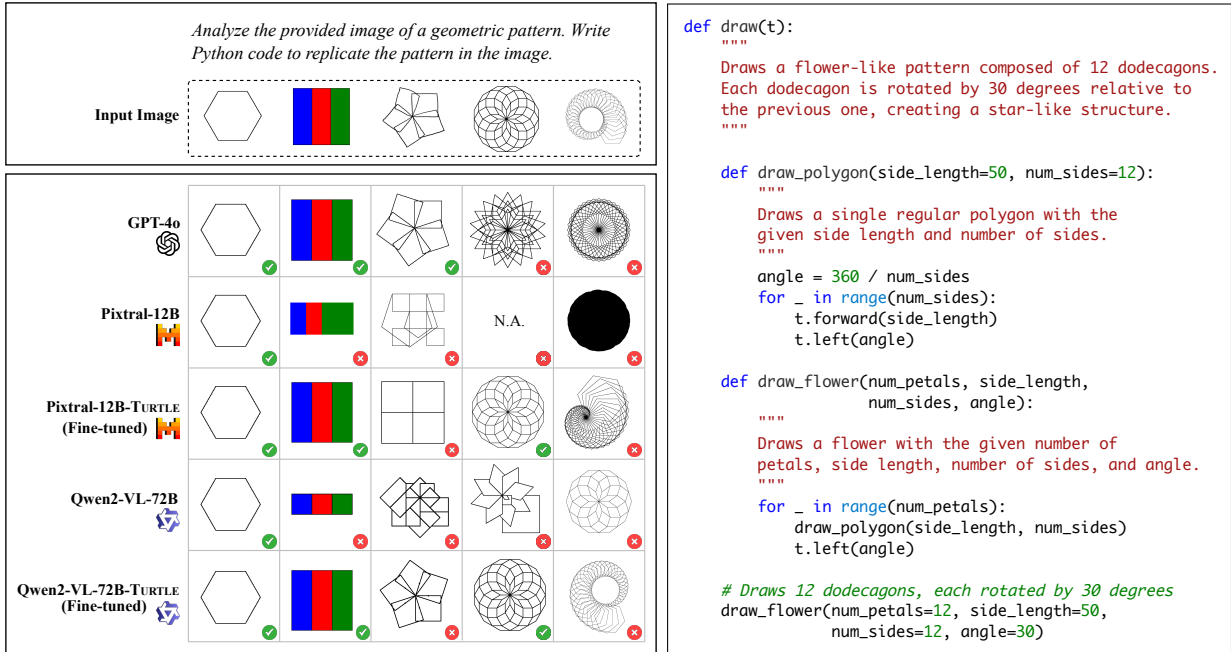 Analyze the provided image of a geometric pattern. Write
Python code to replicate the pattern in the image.
Input Image
GPT-4o
Pixtral-12B
N.A.
Pixtral-12B-TURTLE
(Fine-tuned)
Qwen2-VL-72B
Qwen2-VL-72B-TURTLE
(Fine-tuned)
def draw(t):
    """
    Draws a flower-like pattern composed of 12 dodecagons.
    Each dodecagon is rotated by 30 degrees relative to
    the previous one, creating a star-like structure.
    """
    def draw_polygon(side_length=50, num_sides=12):
        """
        Draws a single regular polygon with the
        given side length and number of sides.
        """
        angle = 360 / num_sides
        for _ in range(num_sides):
            t.forward(side_length)
            t.left(angle)
    def draw_flower(num_petals, side_length,
                    num_sides, angle):
        """
        Draws a flower with the given number of
        petals, side length, number of sides, and angle.
        """
        for _ in range(num_petals):
            draw_polygon(side_length, num_sides)
            t.left(angle)
    # Draws 12 dodecagons, each rotated by 30 degrees
    draw_flower(num_petals=12, side_length=50,
                num_sides=12, angle=30)